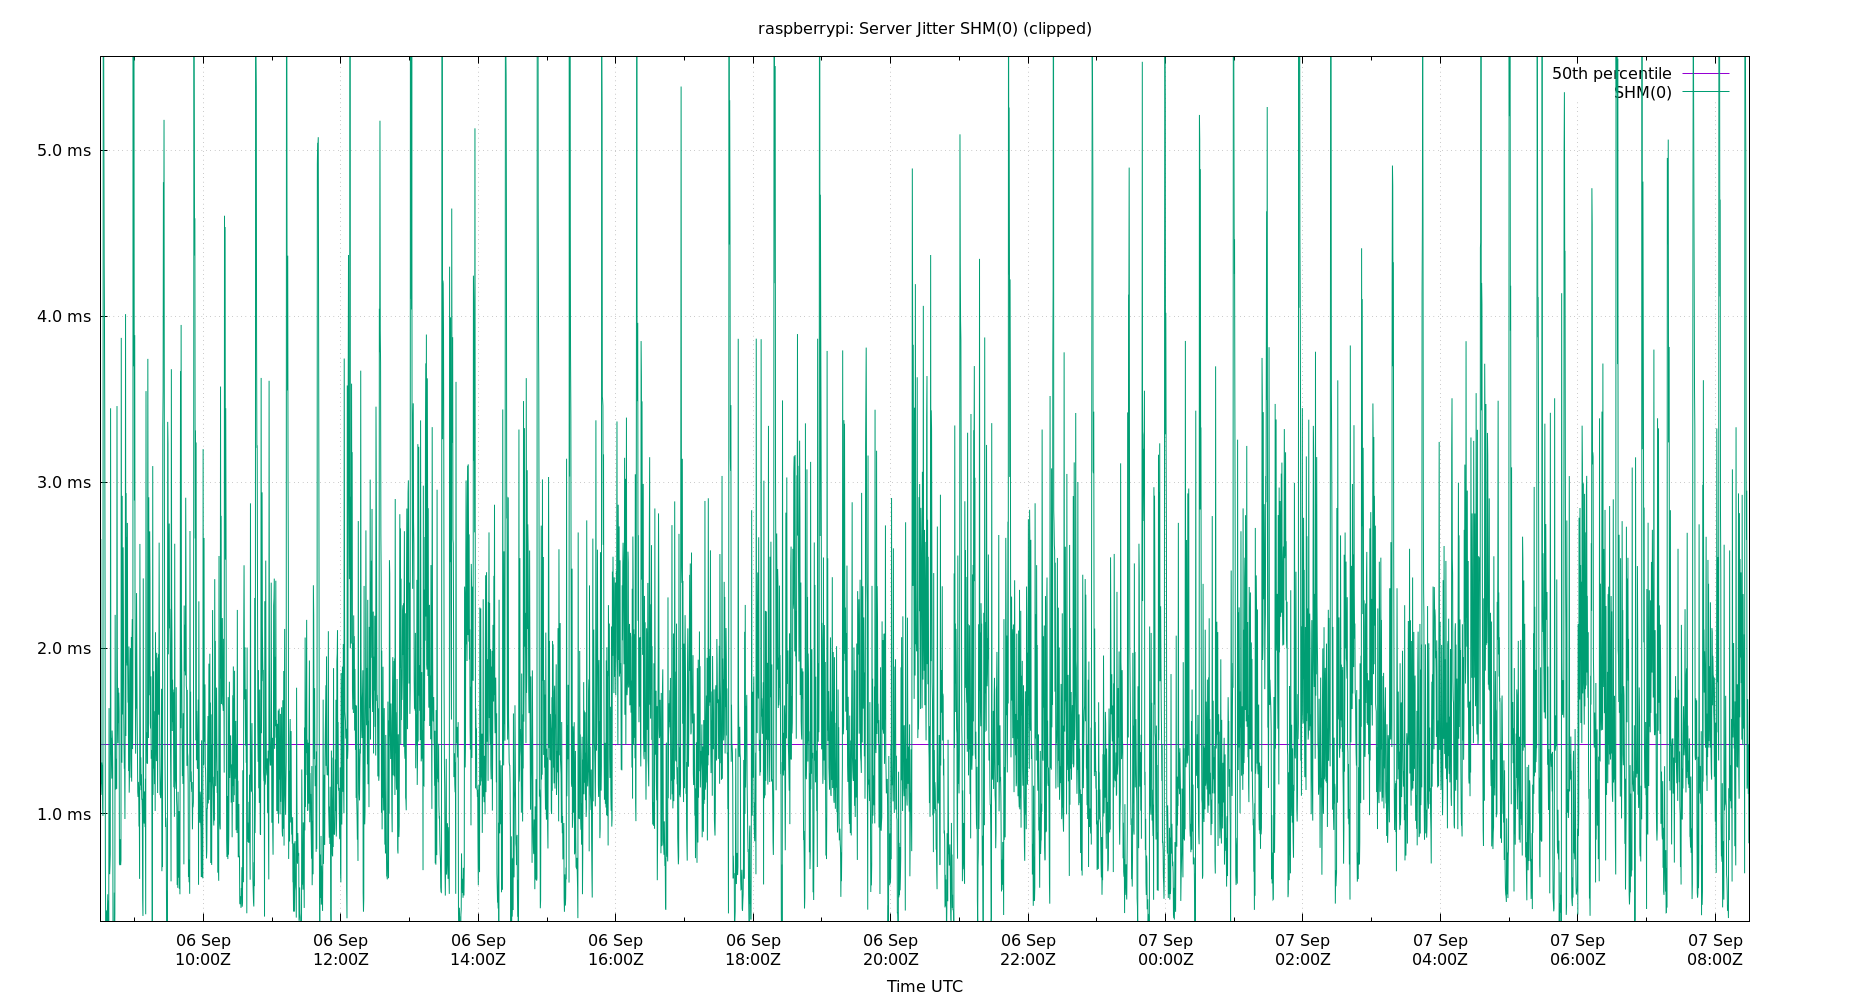 raspberrypi: Server Jitter SHM(0) (clipped)
50th percentile
SHM(0)
5.0 ms
4.0 ms
3.0 ms
2.0 ms
1.0 ms
06 Sep 06 Sep 06 Sep 06 Sep 06 Sep 06 Sep 06 Sep 07 Sep 07 Sep 07 Sep 07 Sep 07 Sep
10:00Z 12:00Z 14:00Z 16:00Z 18:00Z 20:00Z 22:00Z 00:00Z 02:00Z 04:00Z 06:00Z 08:00Z
Time UTC